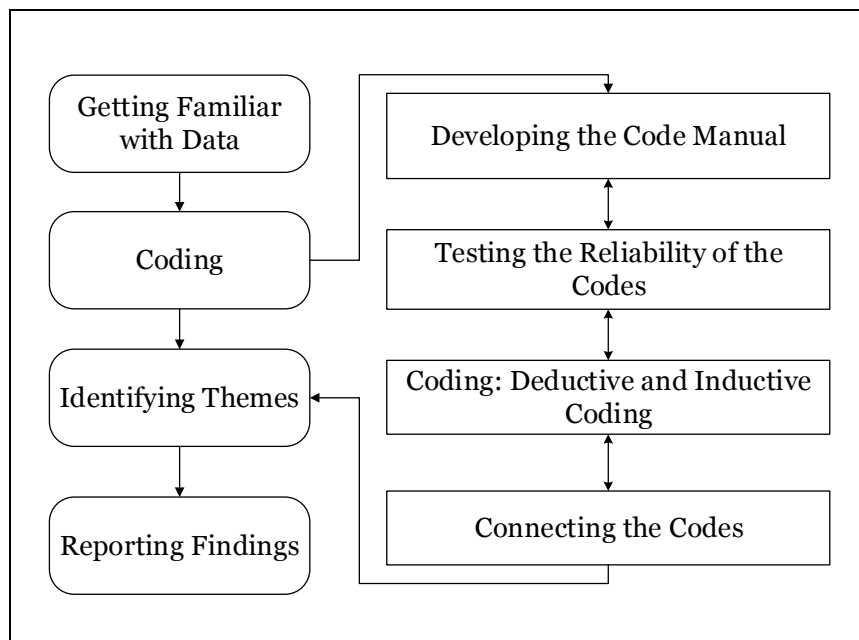 Getting Familiar
with Data
Coding
Identifying Themes
Reporting Findings
Developing the Code Manual
Testing the Reliability of the
Codes
Coding: Deductive and Inductive
Coding
Connecting the Codes